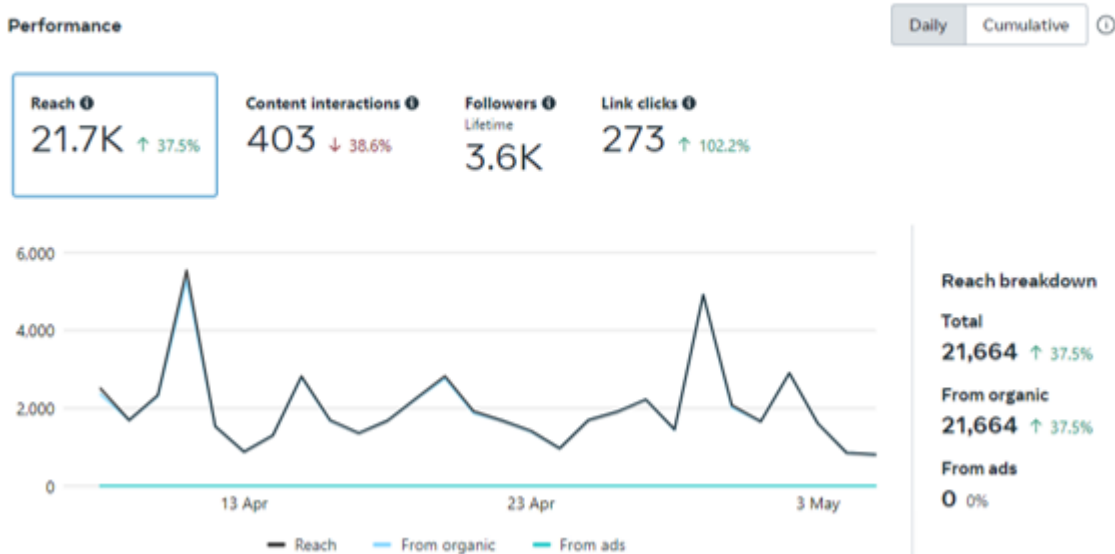 Performance
Daily Cumulative
Reach Content interactions Followers Link clicks
Lifetime
21.7K ↑ 37.5% 403 ↓ 38.6% 3.6K 273 ↑ 102.2%
6,000
4,000
2,000
0
13 Apr 23 Apr 3 May
Reach From organic From ads
Reach breakdown
Total
21,664 ↑ 37.5%
From organic
21,664 ↑ 37.5%
From ads
0 0%